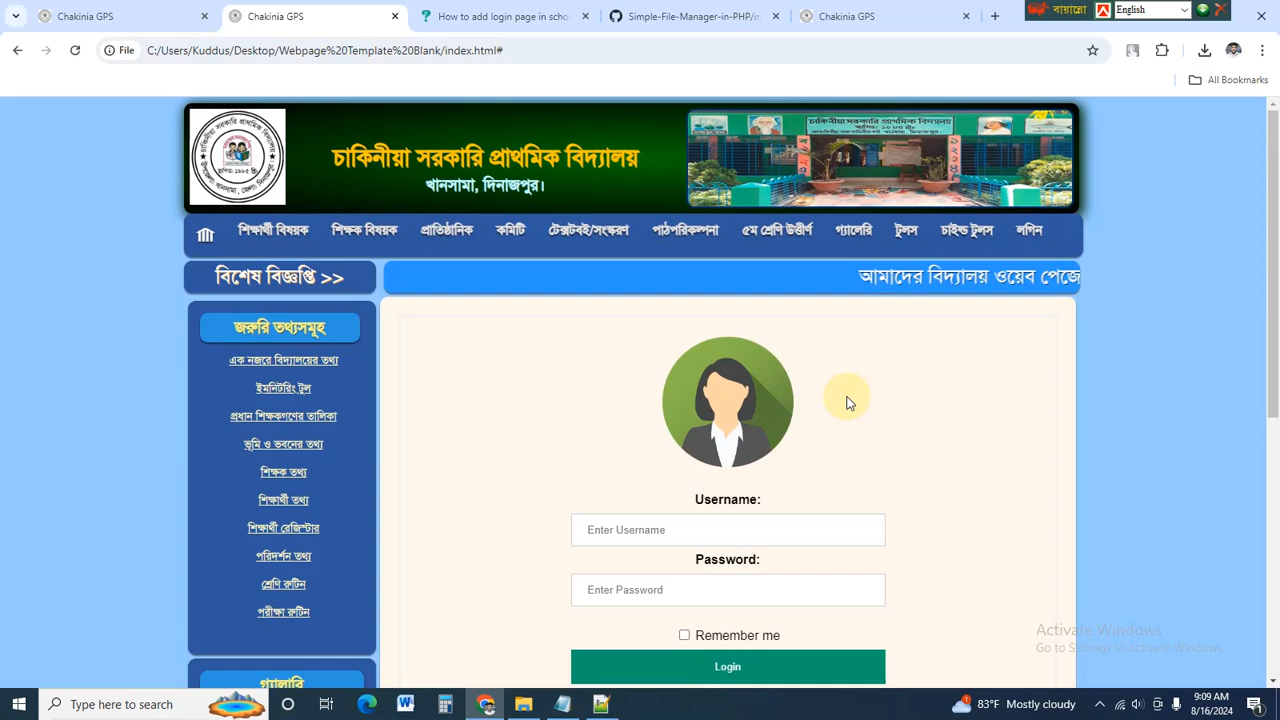 Chakinia GPS
Chakinia GPS
How to add login page in scho
Simple-File-Manager-in-PHP/m
Chakinia GPS
বায়ান্নো
English
File
C:/Users/Kuddus/Desktop/Webpage%20Template%20Blank/index.html#
All Bookmarks
চাকিনীয়া সরকারি প্রাথমিক বিদ্যালয়
খানসামা, দিনাজপুর।
চাকিনীয়া সরকারি প্রাথমিক বিদ্যালয়
শিক্ষার্থী বিষয়ক
শিক্ষক বিষয়ক
প্রাতিষ্ঠানিক
কমিটি
টেক্সটবই/সংস্করণ
পাঠপরিকল্পনা
৫ম শ্রেণি উত্তীর্ণ
গ্যালেরি
টুলস
চাইল্ড টুলস
লগিন
বিশেষ বিজ্ঞপ্তি >>
আমাদের বিদ্যালয় ওয়েব পেজে
জরুরি তথ্যসমূহ
এক নজরে বিদ্যালয়ের তথ্য
ইমনিটরিং টুল
প্রধান শিক্ষকগণের তালিকা
ভূমি ও ভবনের তথ্য
শিক্ষক তথ্য
শিক্ষার্থী তথ্য
শিক্ষার্থী রেজিস্টার
পরিদর্শন তথ্য
শ্রেণি রুটিন
পরীক্ষা রুটিন
গ্যালারি
Username:
Enter Username
Password:
Enter Password
Remember me
Login
Activate Windows
Go to Settings to activate Windows.
Type here to search
83°F Mostly cloudy
9:09 AM
8/16/2024